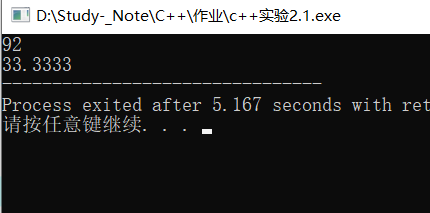 D:\Study-_Note\C++\作业\c++实验2.1.exe
92
33.3333
--------------------------------
Process exited after 5.167 seconds with ret
请按任意键继续. . .